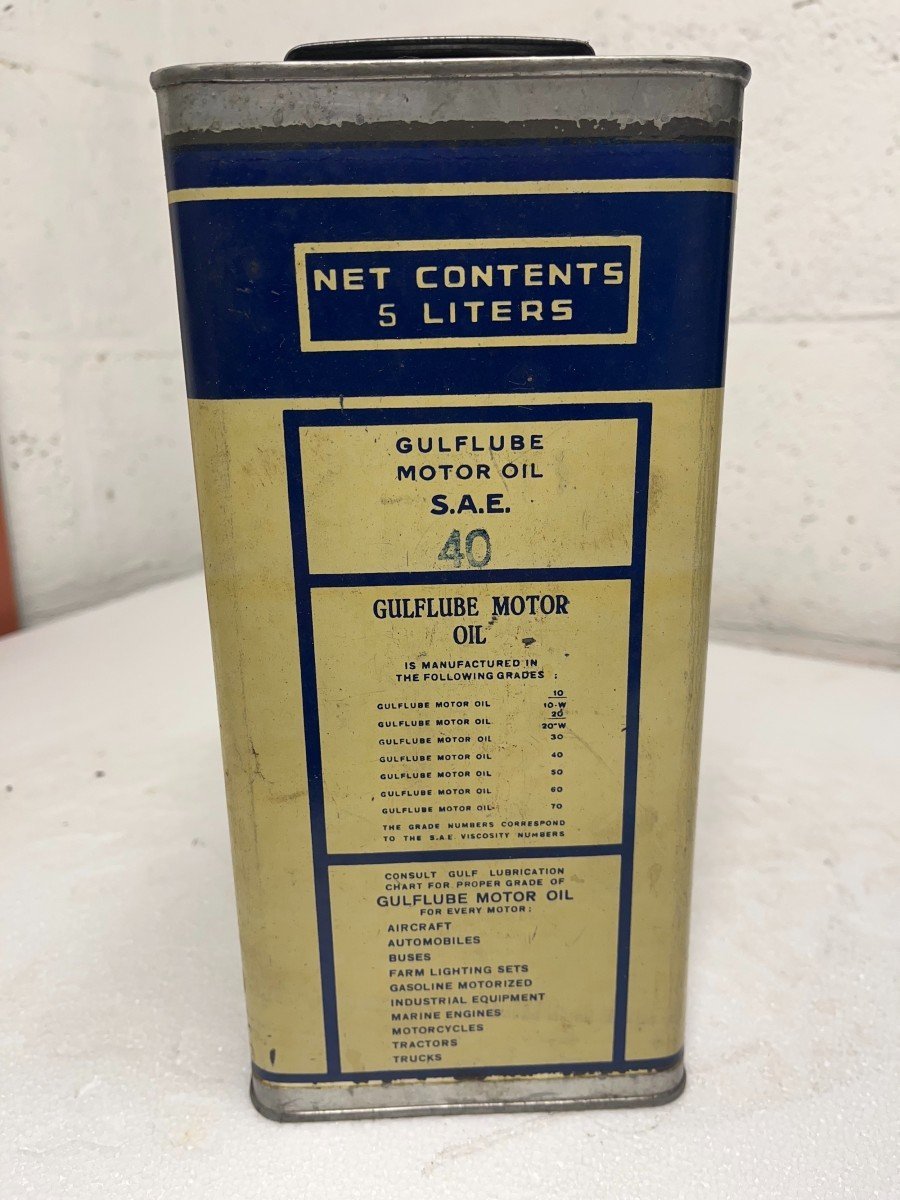 NET CONTENTS
5 LITERS
GULFLUBE
MOTOR OIL
S.A.E.
40
GULFLUBE MOTOR
OIL
IS MANUFACTURED IN
THE FOLLOWING GRADES :
GULFLUBE MOTOR OIL 10
10-W
GULFLUBE MOTOR OIL 20
20-W
GULFLUBE MOTOR OIL 30
GULFLUBE MOTOR OIL 40
GULFLUBE MOTOR OIL 50
GULFLUBE MOTOR OIL 60
GULFLUBE MOTOR OIL 70
THE GRADE NUMBERS CORRESPOND
TO THE S.A.E. VISCOSITY NUMBERS
CONSULT GULF LUBRICATION
CHART FOR PROPER GRADE OF
GULFLUBE MOTOR OIL
FOR EVERY MOTOR:
AIRCRAFT
AUTOMOBILES
BUSES
FARM LIGHTING SETS
GASOLINE MOTORIZED
INDUSTRIAL EQUIPMENT
MARINE ENGINES
MOTORCYCLES
TRACTORS
TRUCKS